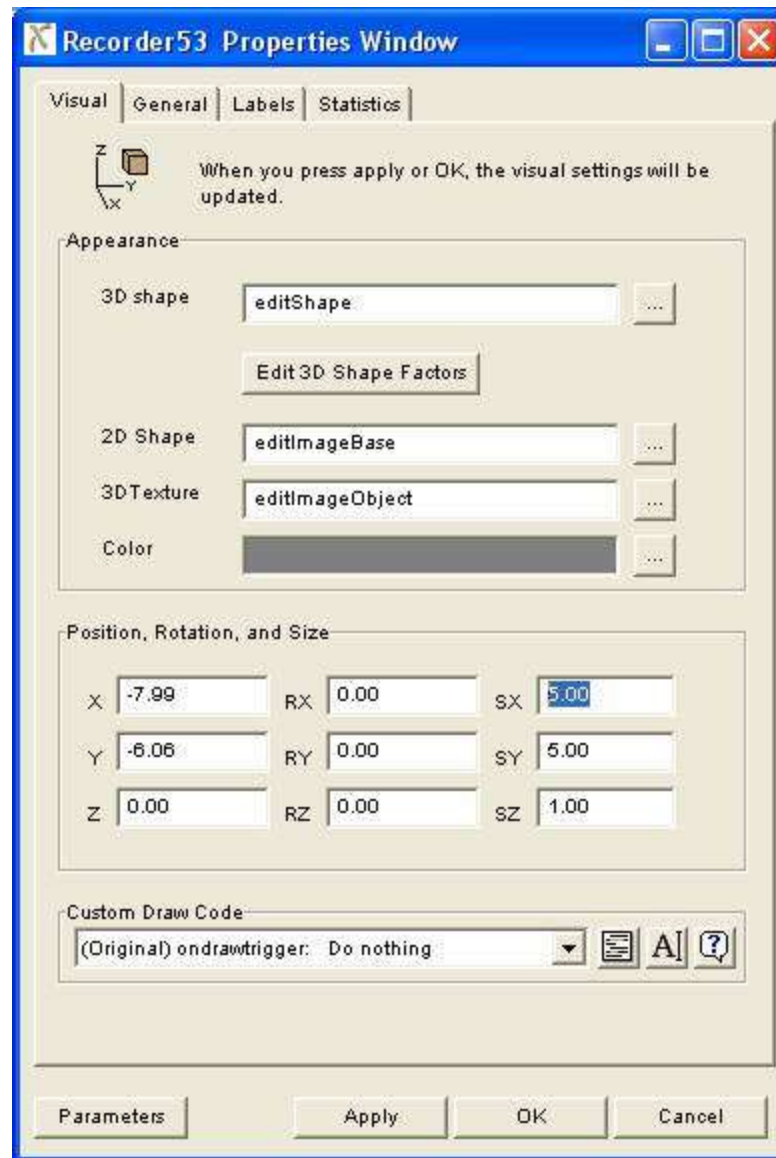 Recorder53 Properties Window
Visual General Labels Statistics
Z
Y
X
When you press apply or OK, the visual settings will be
updated.
Appearance
3D shape editShape ...
Edit 3D Shape Factors
2D Shape editImageBase ...
3DTexture editImageObject ...
Color ...
Position, Rotation, and Size
X -7.99 RX 0.00 SX 5.00
Y -6.06 RY 0.00 SY 5.00
Z 0.00 RZ 0.00 SZ 1.00
Custom Draw Code
(Original) ondrawtrigger: Do nothing A ?
Parameters Apply OK Cancel